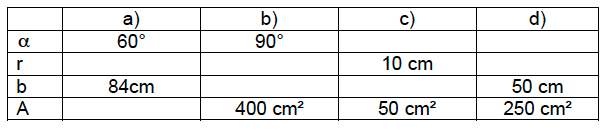 a) b) c) d)
α 60° 90°
r 10 cm
b 84cm 50 cm
A 400 cm² 50 cm² 250 cm²